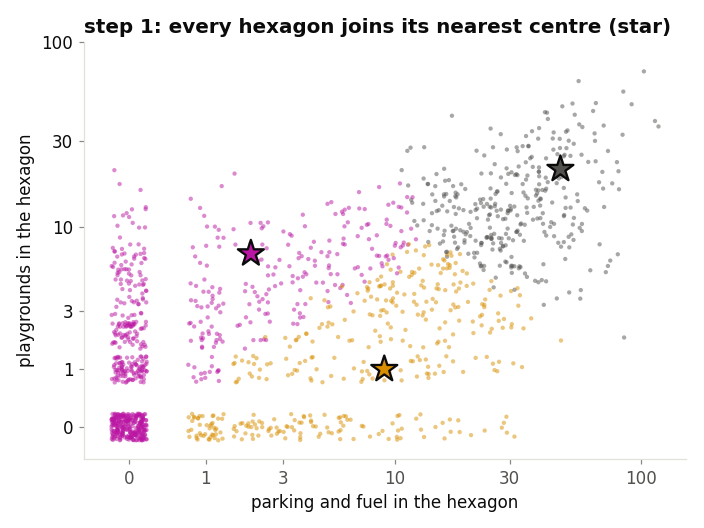 step 1: every hexagon joins its nearest centre (star)
100
30
10
3
1
0
playgrounds in the hexagon
0 1 3 10 30 100
parking and fuel in the hexagon